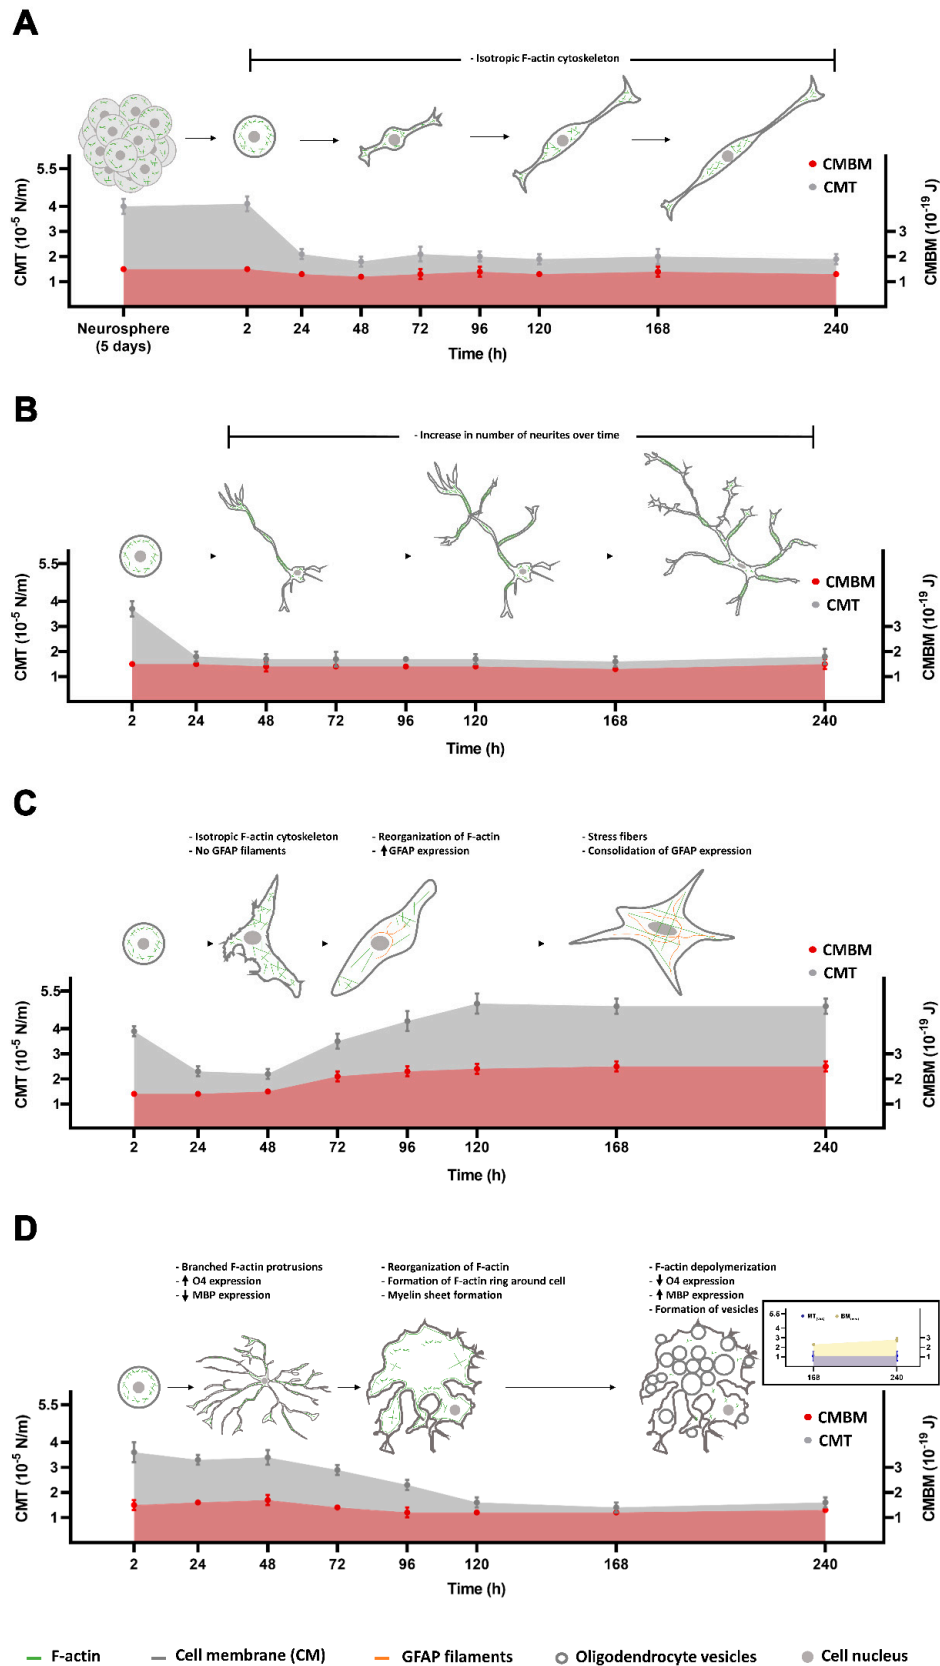 A
- Isotropic F-actin cytoskeleton
CMBM
CMT
CMT (10-5 N/m)
5.5
4
3
2
1
CMBM (10-19 J)
3
2
1
Neurosphere
(5 days)
2 24 48 72 96 120 168 240
Time (h)
B
- Increase in number of neurites over time
CMBM
CMT
CMT (10-5 N/m)
5.5
4
3
2
1
CMBM (10-19 J)
3
2
1
2 24 48 72 96 120 168 240
Time (h)
C
- Isotropic F-actin cytoskeleton
- No GFAP filaments
- Reorganization of F-actin
- ↑GFAP expression
- Stress fibers
- Consolidation of GFAP expression
CMBM
CMT
CMT (10-5 N/m)
5.5
4
3
2
1
CMBM (10-19 J)
3
2
1
2 24 48 72 96 120 168 240
Time (h)
D
- Branched F-actin protrusions
- ↑ O4 expression
- ↓ MBP expression
- Reorganization of F-actin
- Formation of F-actin ring around cell
- Myelin sheet formation
- F-actin depolymerization
- ↓ O4 expression
- ↑ MBP expression
- Formation of vesicles
5.5
4
3
2
1
MT
BM
3
2
1
168 240
CMBM
CMT
CMT (10-5 N/m)
5.5
4
3
2
1
CMBM (10-19 J)
3
2
1
2 24 48 72 96 120 168 240
Time (h)
F-actin
Cell membrane (CM)
GFAP filaments
Oligodendrocyte vesicles
Cell nucleus